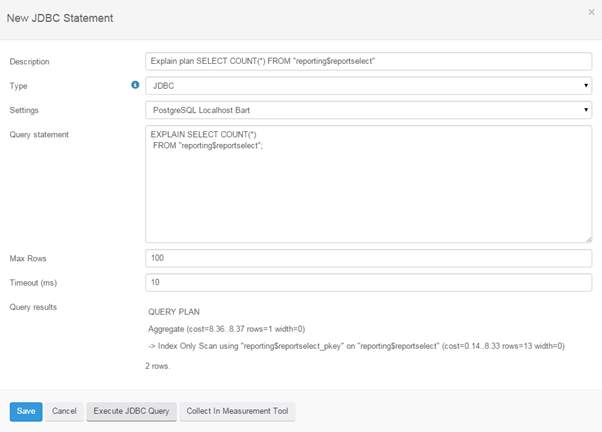 New JDBC Statement
×
Description
Explain plan SELECT COUNT(*) FROM "reporting$reportselect"
Type
JDBC
Settings
PostgreSQL Localhost Bart
Query statement
EXPLAIN SELECT COUNT(*)
FROM "reporting$reportselect";
Max Rows
100
Timeout (ms)
10
Query results
QUERY PLAN
Aggregate (cost=8.36..8.37 rows=1 width=0)
-> Index Only Scan using "reporting$reportselect_pkey" on "reporting$reportselect" (cost=0.14..8.33 rows=13 width=0)
2 rows.
Save Cancel Execute JDBC Query Collect In Measurement Tool